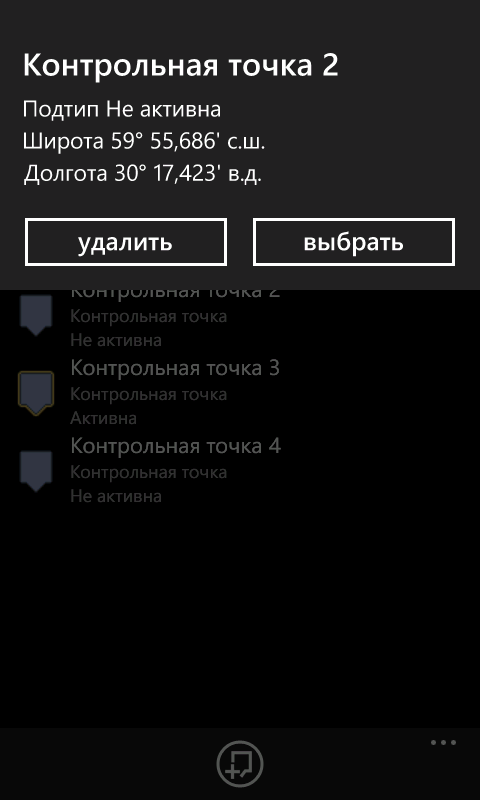 Контрольная точка 2
Подтип Не активна
Широта 59° 55,686' с.ш.
Долгота 30° 17,423' в.д.
удалить
выбрать
Контрольная точка 2
Контрольная точка
Не активна
Контрольная точка 3
Контрольная точка
Активна
Контрольная точка 4
Контрольная точка
Не активна